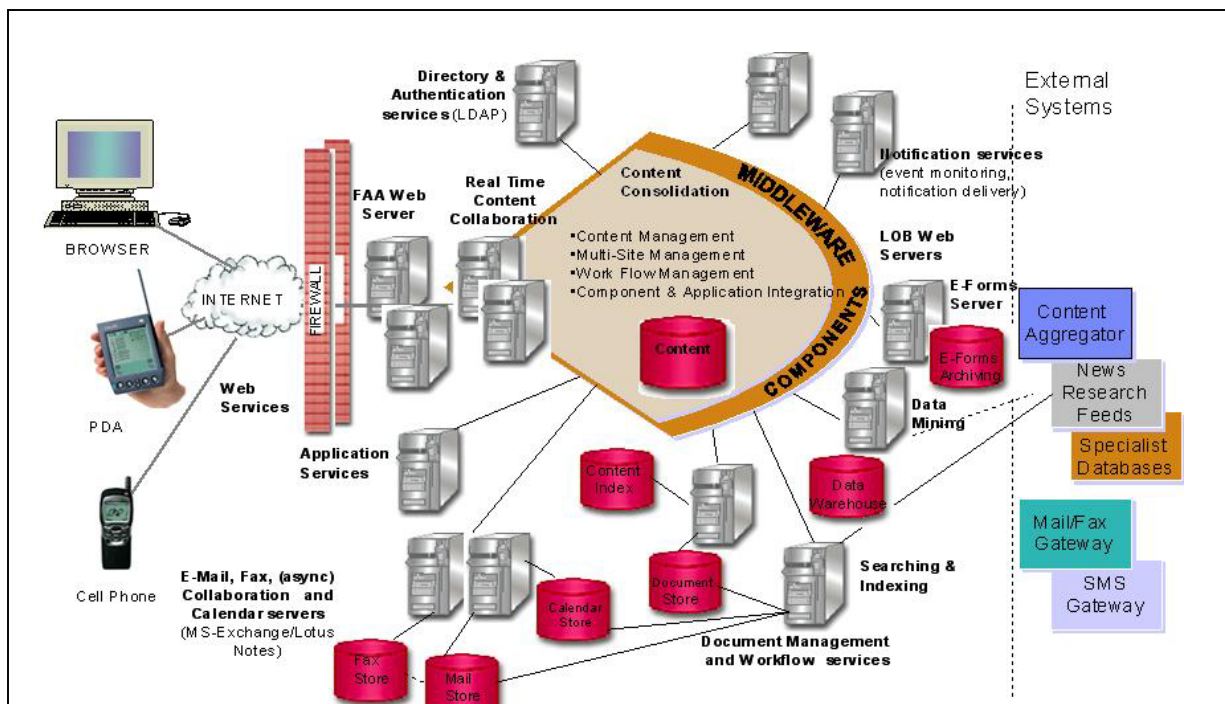 Directory &
Authentication
services (LDAP)
External
Systems
Notification services
(event monitoring,
notification delivery)
MIDDLEWARE
COMPONENTS
Content
Consolidation
Real Time
Content
Collaboration
FAA Web
Server
•Content Management
•Multi-Site Management
•Work Flow Management
•Component & Application Integration
LOB Web
Servers
E-Forms
Server
BROWSER
INTERNET
FIREWALL
Content
E-Forms
Archiving
Content
Aggregator
News
Research
Feeds
Specialist
Databases
Web
Services
PDA
Application
Services
Data
Mining
Content
Index
Data
Warehouse
Mail/Fax
Gateway
SMS
Gateway
Searching &
Indexing
Cell Phone
E-Mail, Fax, (async)
Collaboration and
Calendar servers
(MS-Exchange/Lotus
Notes)
Calendar
Store
Document
Store
Document Management
and Workflow services
Fax
Store
Mail
Store